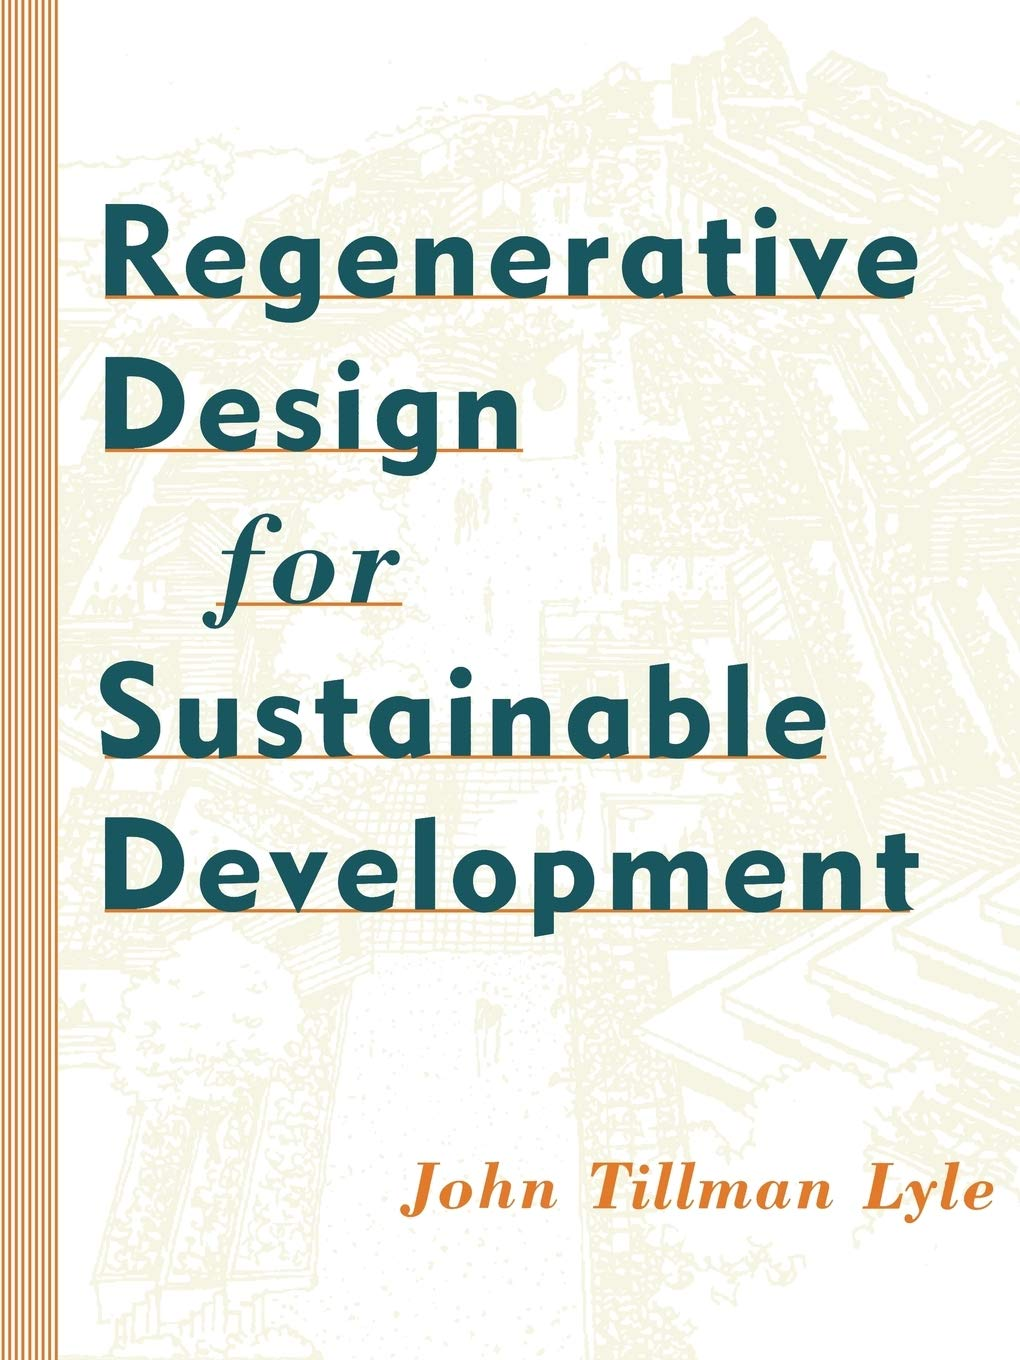 Regenerative
Design
for
Sustainable
Development
John Tillman Lyle